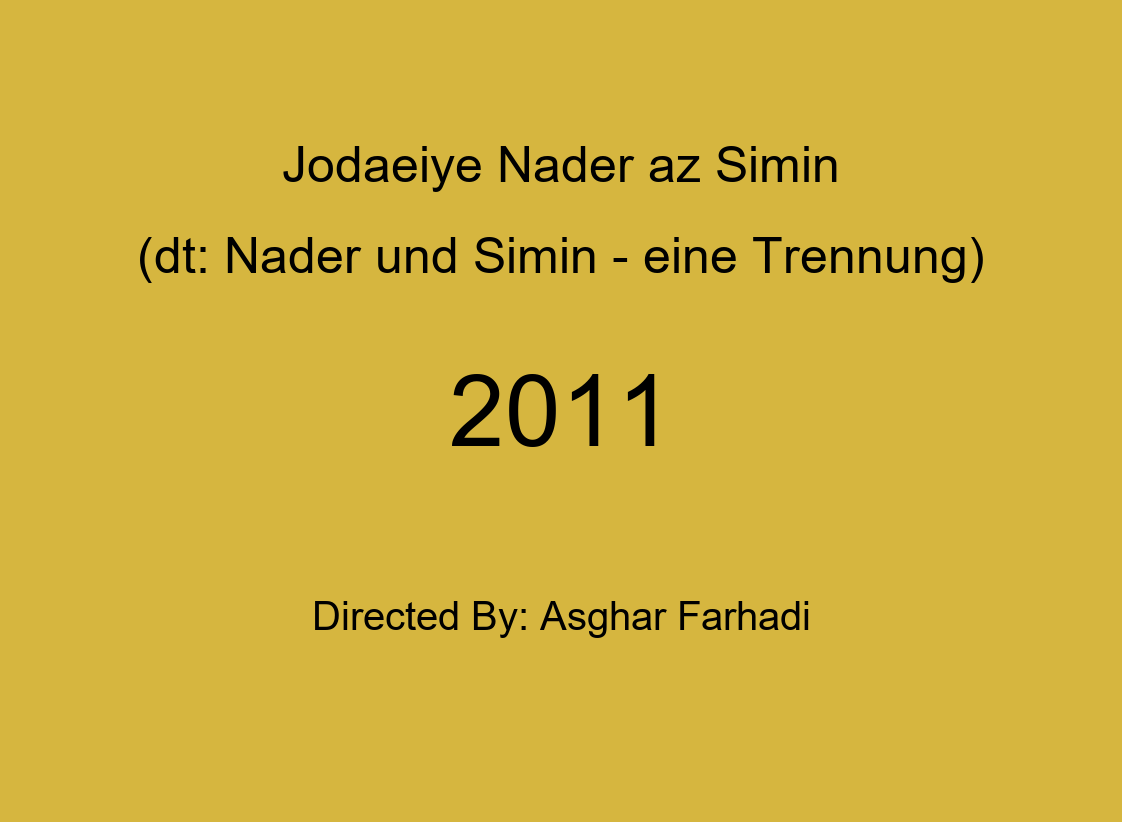 Jodaeiye Nader az Simin
(dt: Nader und Simin - eine Trennung)
2011
Directed By: Asghar Farhadi